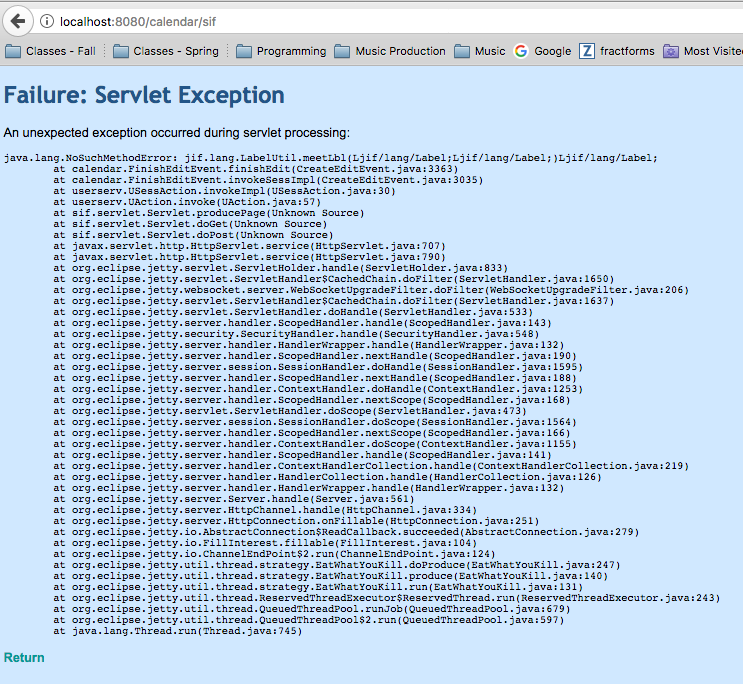 localhost:8080/calendar/sif
Classes - Fall Classes - Spring Programming Music Production Music Google fractforms Most Visite
Failure: Servlet Exception
An unexpected exception occurred during servlet processing:
java.lang.NoSuchMethodError: jif.lang.LabelUtil.meetLbl(Ljif/lang/Label;Ljif/lang/Label;)Ljif/lang/Label;
at calendar.FinishEditEvent.finishEdit(CreateEditEvent.java:3363)
at calendar.FinishEditEvent.invokeSessImpl(CreateEditEvent.java:3035)
at userserv.USessAction.invokeImpl(USessAction.java:30)
at userserv.UAction.invoke(UAction.java:57)
at sif.servlet.Servlet.producePage(Unknown Source)
at sif.servlet.Servlet.doGet(Unknown Source)
at sif.servlet.Servlet.doPost(Unknown Source)
at javax.servlet.http.HttpServlet.service(HttpServlet.java:707)
at javax.servlet.http.HttpServlet.service(HttpServlet.java:790)
at org.eclipse.jetty.servlet.ServletHolder.handle(ServletHolder.java:833)
at org.eclipse.jetty.servlet.ServletHandler$CachedChain.doFilter(ServletHandler.java:1650)
at org.eclipse.jetty.websocket.server.WebSocketUpgradeFilter.doFilter(WebSocketUpgradeFilter.java:206)
at org.eclipse.jetty.servlet.ServletHandler$CachedChain.doFilter(ServletHandler.java:1637)
at org.eclipse.jetty.servlet.ServletHandler.doHandle(ServletHandler.java:533)
at org.eclipse.jetty.server.handler.ScopedHandler.handle(ScopedHandler.java:143)
at org.eclipse.jetty.security.SecurityHandler.handle(SecurityHandler.java:548)
at org.eclipse.jetty.server.handler.HandlerWrapper.handle(HandlerWrapper.java:132)
at org.eclipse.jetty.server.handler.ScopedHandler.nextHandle(ScopedHandler.java:190)
at org.eclipse.jetty.server.session.SessionHandler.doHandle(SessionHandler.java:1595)
at org.eclipse.jetty.server.handler.ScopedHandler.nextHandle(ScopedHandler.java:188)
at org.eclipse.jetty.server.handler.ContextHandler.doHandle(ContextHandler.java:1253)
at org.eclipse.jetty.server.handler.ScopedHandler.nextScope(ScopedHandler.java:168)
at org.eclipse.jetty.servlet.ServletHandler.doScope(ServletHandler.java:473)
at org.eclipse.jetty.server.session.SessionHandler.doScope(SessionHandler.java:1564)
at org.eclipse.jetty.server.handler.ScopedHandler.nextScope(ScopedHandler.java:166)
at org.eclipse.jetty.server.handler.ContextHandler.doScope(ContextHandler.java:1155)
at org.eclipse.jetty.server.handler.ScopedHandler.handle(ScopedHandler.java:141)
at org.eclipse.jetty.server.handler.ContextHandlerCollection.handle(ContextHandlerCollection.java:219)
at org.eclipse.jetty.server.handler.HandlerCollection.handle(HandlerCollection.java:126)
at org.eclipse.jetty.server.handler.HandlerWrapper.handle(HandlerWrapper.java:132)
at org.eclipse.jetty.server.Server.handle(Server.java:561)
at org.eclipse.jetty.server.HttpChannel.handle(HttpChannel.java:334)
at org.eclipse.jetty.server.HttpConnection.onFillable(HttpConnection.java:251)
at org.eclipse.jetty.io.AbstractConnection$ReadCallback.succeeded(AbstractConnection.java:279)
at org.eclipse.jetty.io.FillInterest.fillable(FillInterest.java:104)
at org.eclipse.jetty.io.ChannelEndPoint$2.run(ChannelEndPoint.java:124)
at org.eclipse.jetty.util.thread.strategy.EatWhatYouKill.doProduce(EatWhatYouKill.java:247)
at org.eclipse.jetty.util.thread.strategy.EatWhatYouKill.produce(EatWhatYouKill.java:140)
at org.eclipse.jetty.util.thread.strategy.EatWhatYouKill.run(EatWhatYouKill.java:131)
at org.eclipse.jetty.util.thread.ReservedThreadExecutor$ReservedThread.run(ReservedThreadExecutor.java:243)
at org.eclipse.jetty.util.thread.QueuedThreadPool.runJob(QueuedThreadPool.java:679)
at org.eclipse.jetty.util.thread.QueuedThreadPool$2.run(QueuedThreadPool.java:597)
at java.lang.Thread.run(Thread.java:745)
Return